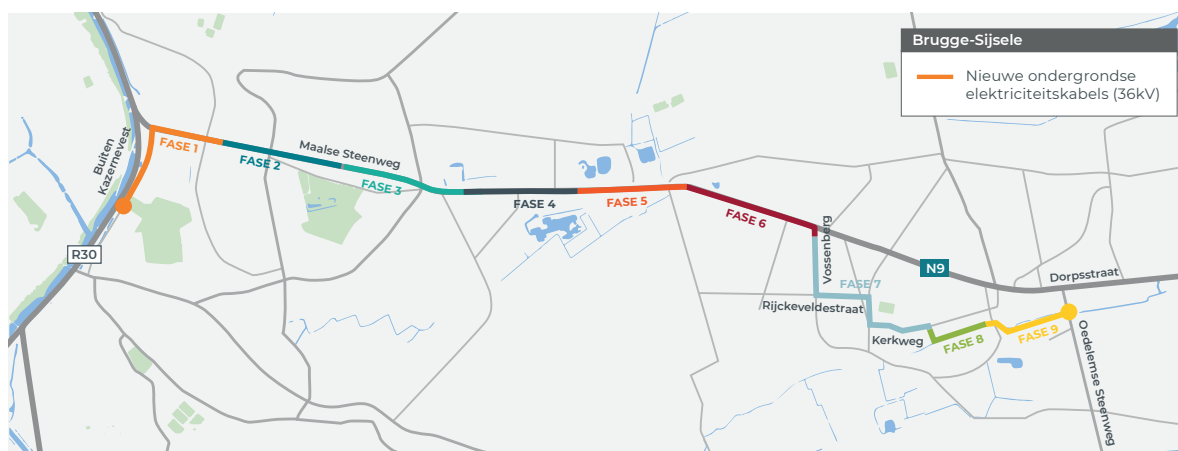 Brugge-Sijsele
Nieuwe ondergrondse
elektriciteitskabels (36kV)
Buiten
Kazernevest
FASE 1
FASE 2
Maalse Steenweg
FASE 3
FASE 4
FASE 5
FASE 6
Vossenberg
R30
N9
Dorpsstraat
FASE 7
Rijckeveldestraat
Kerkweg
FASE 8
FASE 9
Oedelemse Steenweg